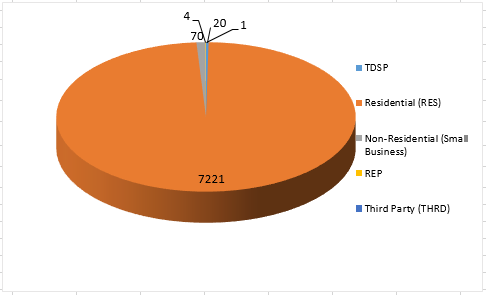 4
20
1
70
7221
TDSP
Residential (RES)
Non-Residential (Small
Business)
REP
Third Party (THRD)